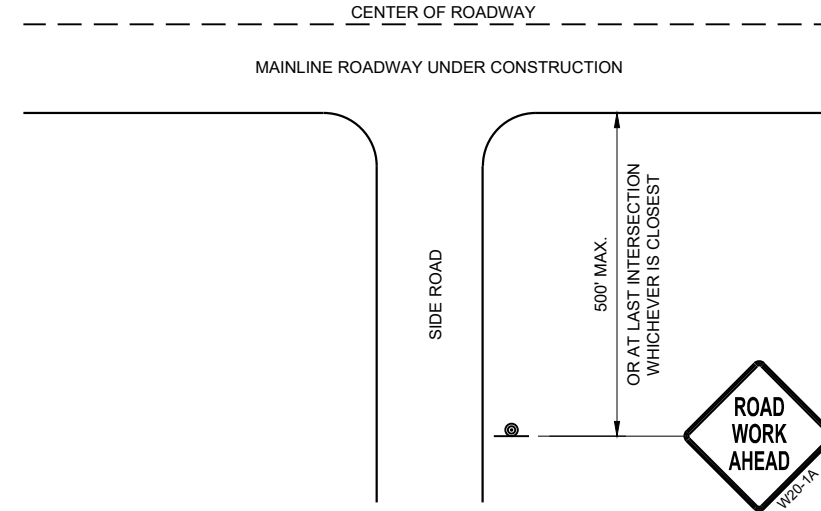 CENTER OF ROADWAY
MAINLINE ROADWAY UNDER CONSTRUCTION
SIDE ROAD
500' MAX.
OR AT LAST INTERSECTION
WHICHEVER IS CLOSEST
ROAD
WORK
AHEAD
W20-1A